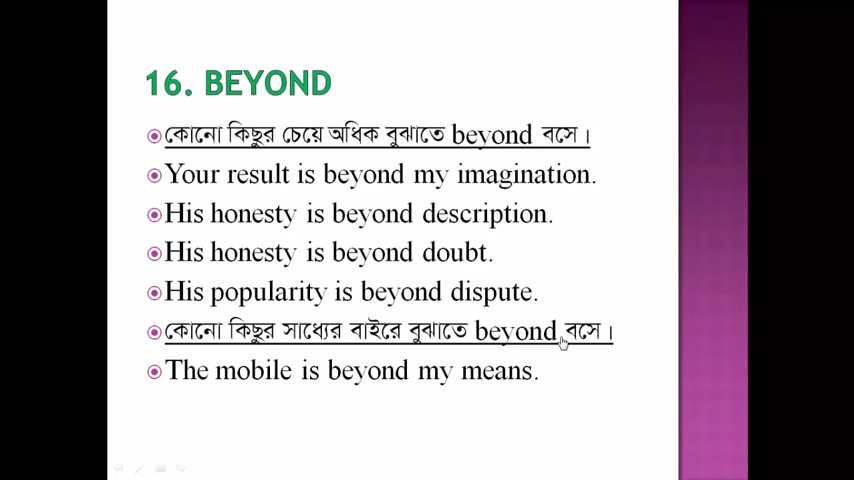 16. BEYOND
কোনো কিছুর চেয়ে অধিক বুঝাতে beyond বসে।
Your result is beyond my imagination.
His honesty is beyond description.
His honesty is beyond doubt.
His popularity is beyond dispute.
কোনো কিছুর সাধ্যের বাইরে বুঝাতে beyond বসে।
The mobile is beyond my means.